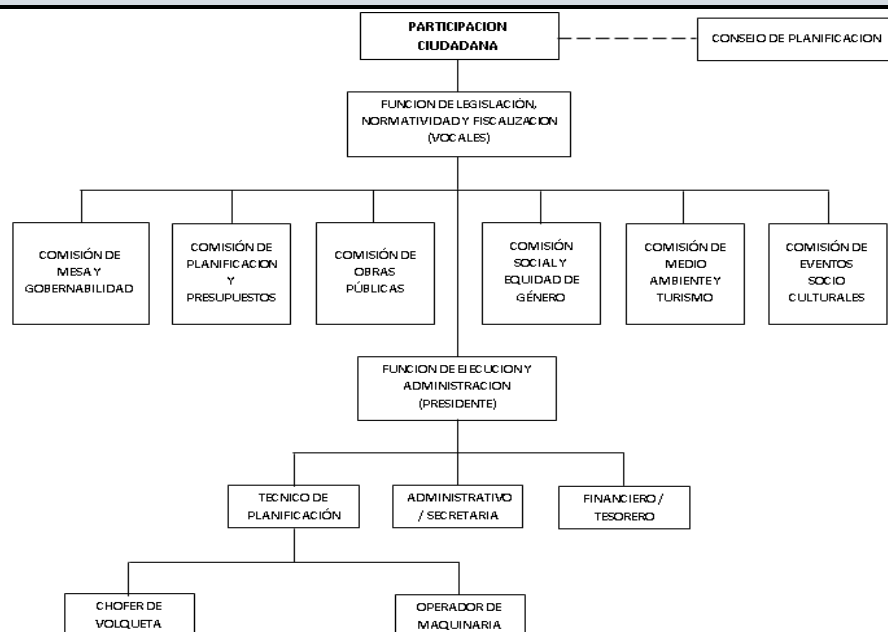 PARTICIPACION
CIUDADANA
CONSEJO DE PLANIFICACION
FUNCION DE LEGISLACIÓN,
NORMATIVIDAD Y FISCALIZACION
(VOCALES)
COMISIÓN DE
MESA Y
GOBERNABILIDAD
COMISIÓN DE
PLANIFICACION
Y
PRESUPUESTOS
COMISIÓN DE
OBRAS
PÚBLICAS
COMISIÓN
SOCIAL Y
EQUIDAD DE
GÉNERO
COMISIÓN DE
MEDIO
AMBIENTE Y
TURISMO
COMISIÓN DE
EVENTOS
SOCIO
CULTURALES
FUNCION DE EJECUCION Y
ADMINISTRACION
(PRESIDENTE)
TECNICO DE
PLANIFICACIÓN
ADMINISTRATIVO
/ SECRETARIA
FINANCIERO /
TESORERO
CHOFER DE
VOLQUETA
OPERADOR DE
MAQUINARIA